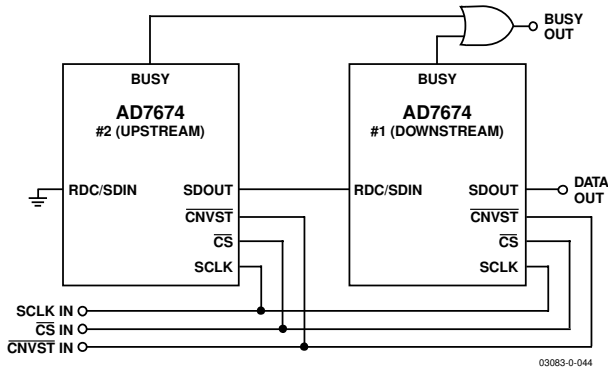 BUSY
OUT
BUSY
AD7674
#2 (UPSTREAM)
RDC/SDIN
SDOUT
CNVST
CS
SCLK
BUSY
AD7674
#1 (DOWNSTREAM)
RDC/SDIN
SDOUT
CNVST
CS
SCLK
DATA
OUT
SCLK IN
CS IN
CNVST IN
03083-0-044